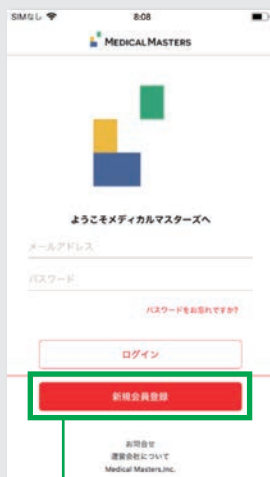 SIMなし 8:08
MEDICAL MASTERS
ようこそメディカルマスターズへ
メールアドレス
パスワード
パスワードをお忘れですか?
ログイン
新規会員登録
お問合せ
運営会社について
Medical Masters,Inc.